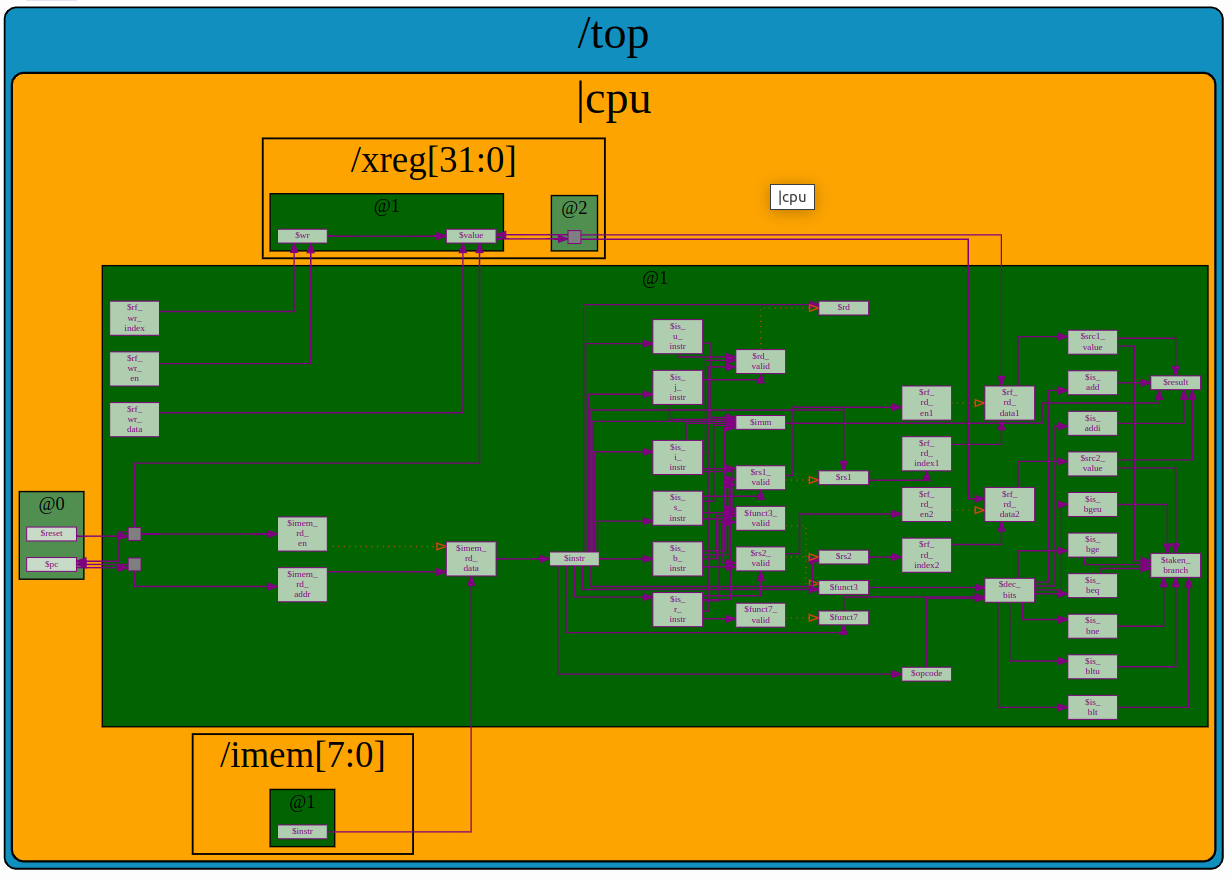 /top
|cpu
/xreg[31:0]
@1
$wr
$value
@2
|cpu
@1
$rf_
wr_
index
$rf_
wr_
en
$rf_
wr_
data
@0
$reset
$pc
$imem_
rd_
en
$imem_
rd_
addr
$imem_
rd_
data
$instr
$is_
u_
instr
$is_
j_
instr
$is_
i_
instr
$is_
s_
instr
$is_
b_
instr
$is_
r_
instr
$rd_
valid
$imm
$rs1_
valid
$funct3_
valid
$rs2_
valid
$funct7_
valid
$rd
$rs1
$rs2
$funct3
$funct7
$rf_
rd_
en1
$rf_
rd_
index1
$rf_
rd_
en2
$rf_
rd_
index2
$opcode
$rf_
rd_
data1
$rf_
rd_
data2
$dec_
bits
$src1_
value
$is_
add
$is_
addi
$src2_
value
$is_
bgeu
$is_
bge
$is_
beq
$is_
bne
$is_
bltu
$is_
blt
$result
$taken_
branch
/imem[7:0]
@1
$instr